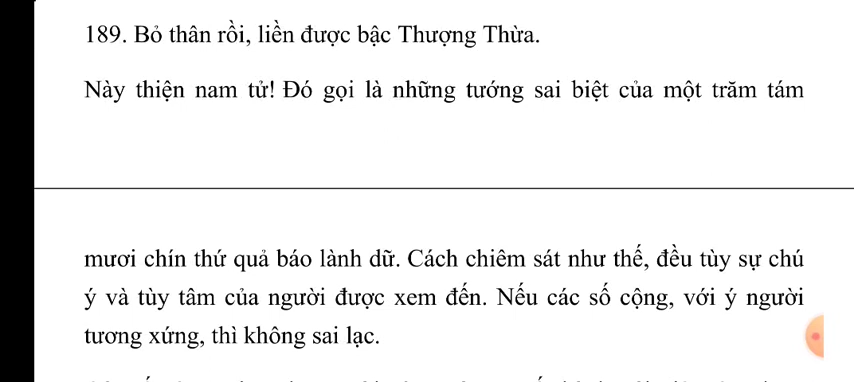 189. Bỏ thân rồi, liền được bậc Thượng Thừa.
Này thiện nam tử! Đó gọi là những tướng sai biệt của một trăm tám
mươi chín thứ quả báo lành dữ. Cách chiêm sát như thế, đều tùy sự chú
ý và tùy tâm của người được xem đến. Nếu các số cộng, với ý người
tương xứng, thì không sai lạc.